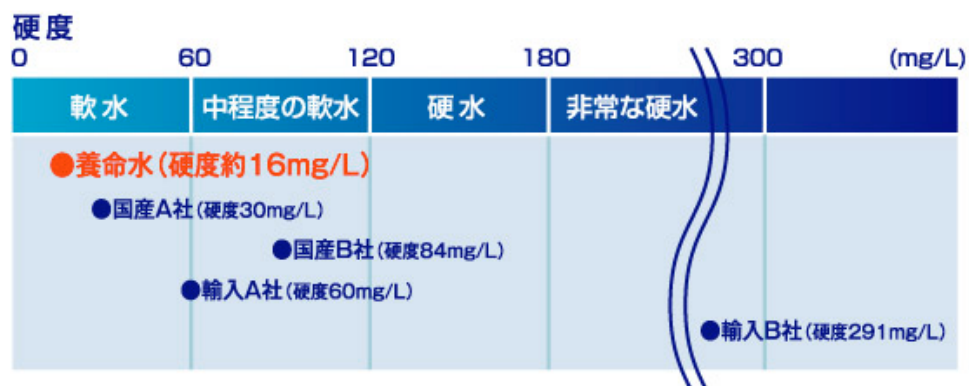 硬度
0 60 120 180 300 (mg/L)
軟水 中程度の軟水 硬水 非常な硬水
●養命水(硬度約16mg/L)
●国産A社(硬度30mg/L)
●国産B社(硬度84mg/L)
●輸入A社(硬度60mg/L)
●輸入B社(硬度291mg/L)